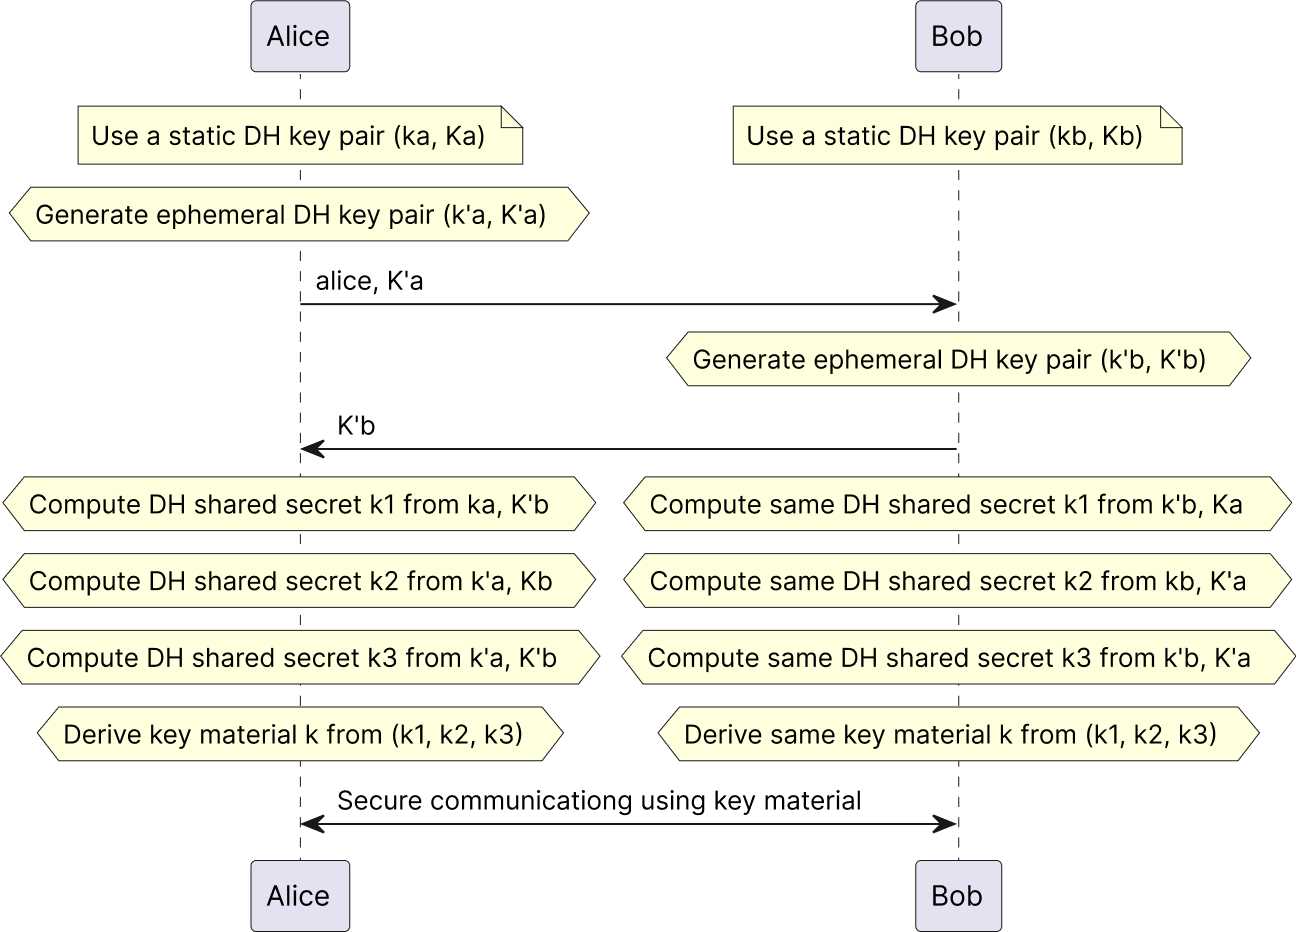 Alice
Bob
Use a static DH key pair (ka, Ka)
Use a static DH key pair (kb, Kb)
Generate ephemeral DH key pair (k'a, K'a)
alice, K'a
Generate ephemeral DH key pair (k'b, K'b)
K'b
Compute DH shared secret k1 from ka, K'b
Compute same DH shared secret k1 from k'b, Ka
Compute DH shared secret k2 from k'a, Kb
Compute same DH shared secret k2 from kb, K'a
Compute DH shared secret k3 from k'a, K'b
Compute same DH shared secret k3 from k'b, K'a
Derive key material k from (k1, k2, k3)
Derive same key material k from (k1, k2, k3)
Secure communicationg using key material
Alice
Bob